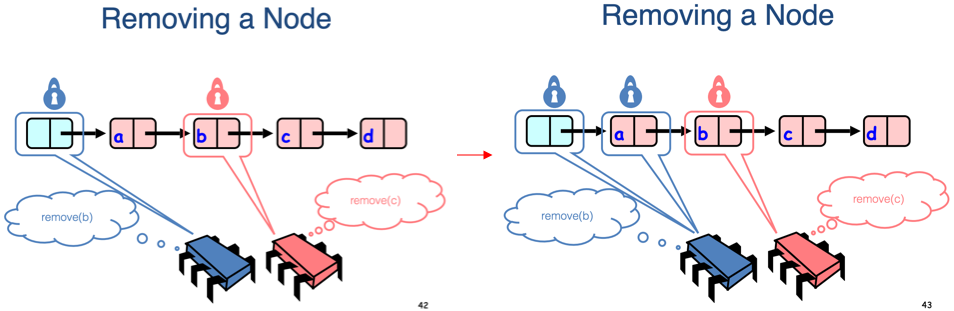 Removing a Node
a b c d
remove(b)
remove(c)
42
Removing a Node
a b c d
remove(b)
remove(c)
43